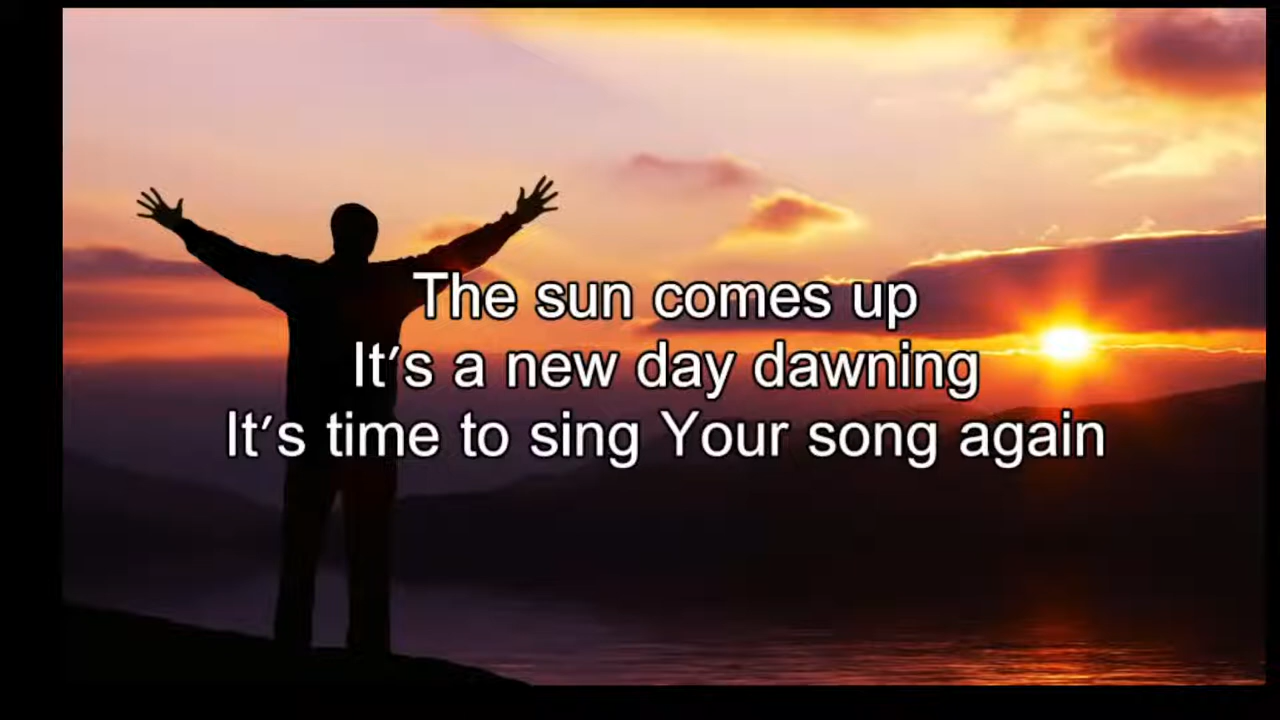 The sun comes up
It's a new day dawning
It's time to sing Your song again